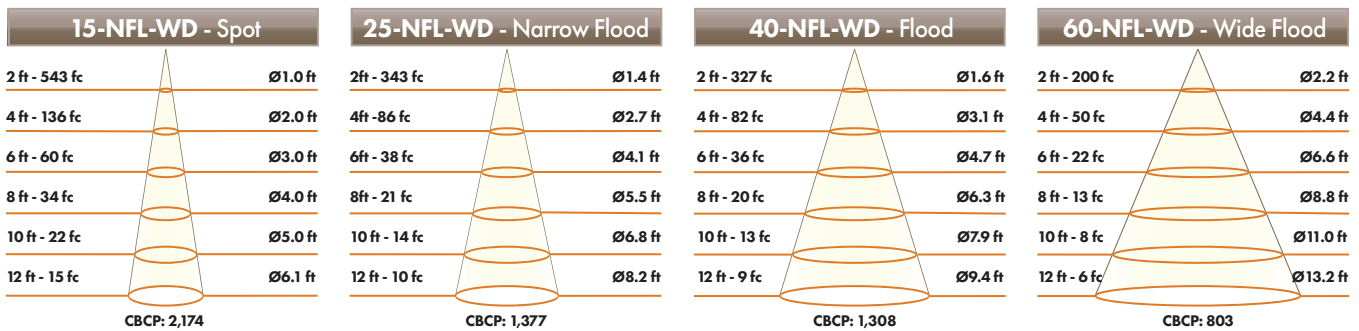 15-NFL-WD - Spot
2 ft - 543 fc Ø1.0 ft
4 ft - 136 fc Ø2.0 ft
6 ft - 60 fc Ø3.0 ft
8 ft - 34 fc Ø4.0 ft
10 ft - 22 fc Ø5.0 ft
12 ft - 15 fc Ø6.1 ft
CBCP: 2,174
25-NFL-WD - Narrow Flood
2ft - 343 fc Ø1.4 ft
4ft -86 fc Ø2.7 ft
6ft - 38 fc Ø4.1 ft
8ft - 21 fc Ø5.5 ft
10 ft - 14 fc Ø6.8 ft
12 ft - 10 fc Ø8.2 ft
CBCP: 1,377
40-NFL-WD - Flood
2 ft - 327 fc Ø1.6 ft
4 ft - 82 fc Ø3.1 ft
6 ft - 36 fc Ø4.7 ft
8 ft - 20 fc Ø6.3 ft
10 ft - 13 fc Ø7.9 ft
12 ft - 9 fc Ø9.4 ft
CBCP: 1,308
60-NFL-WD - Wide Flood
2 ft - 200 fc Ø2.2 ft
4 ft - 50 fc Ø4.4 ft
6 ft - 22 fc Ø6.6 ft
8 ft - 13 fc Ø8.8 ft
10 ft - 8 fc Ø11.0 ft
12 ft - 6 fc Ø13.2 ft
CBCP: 803